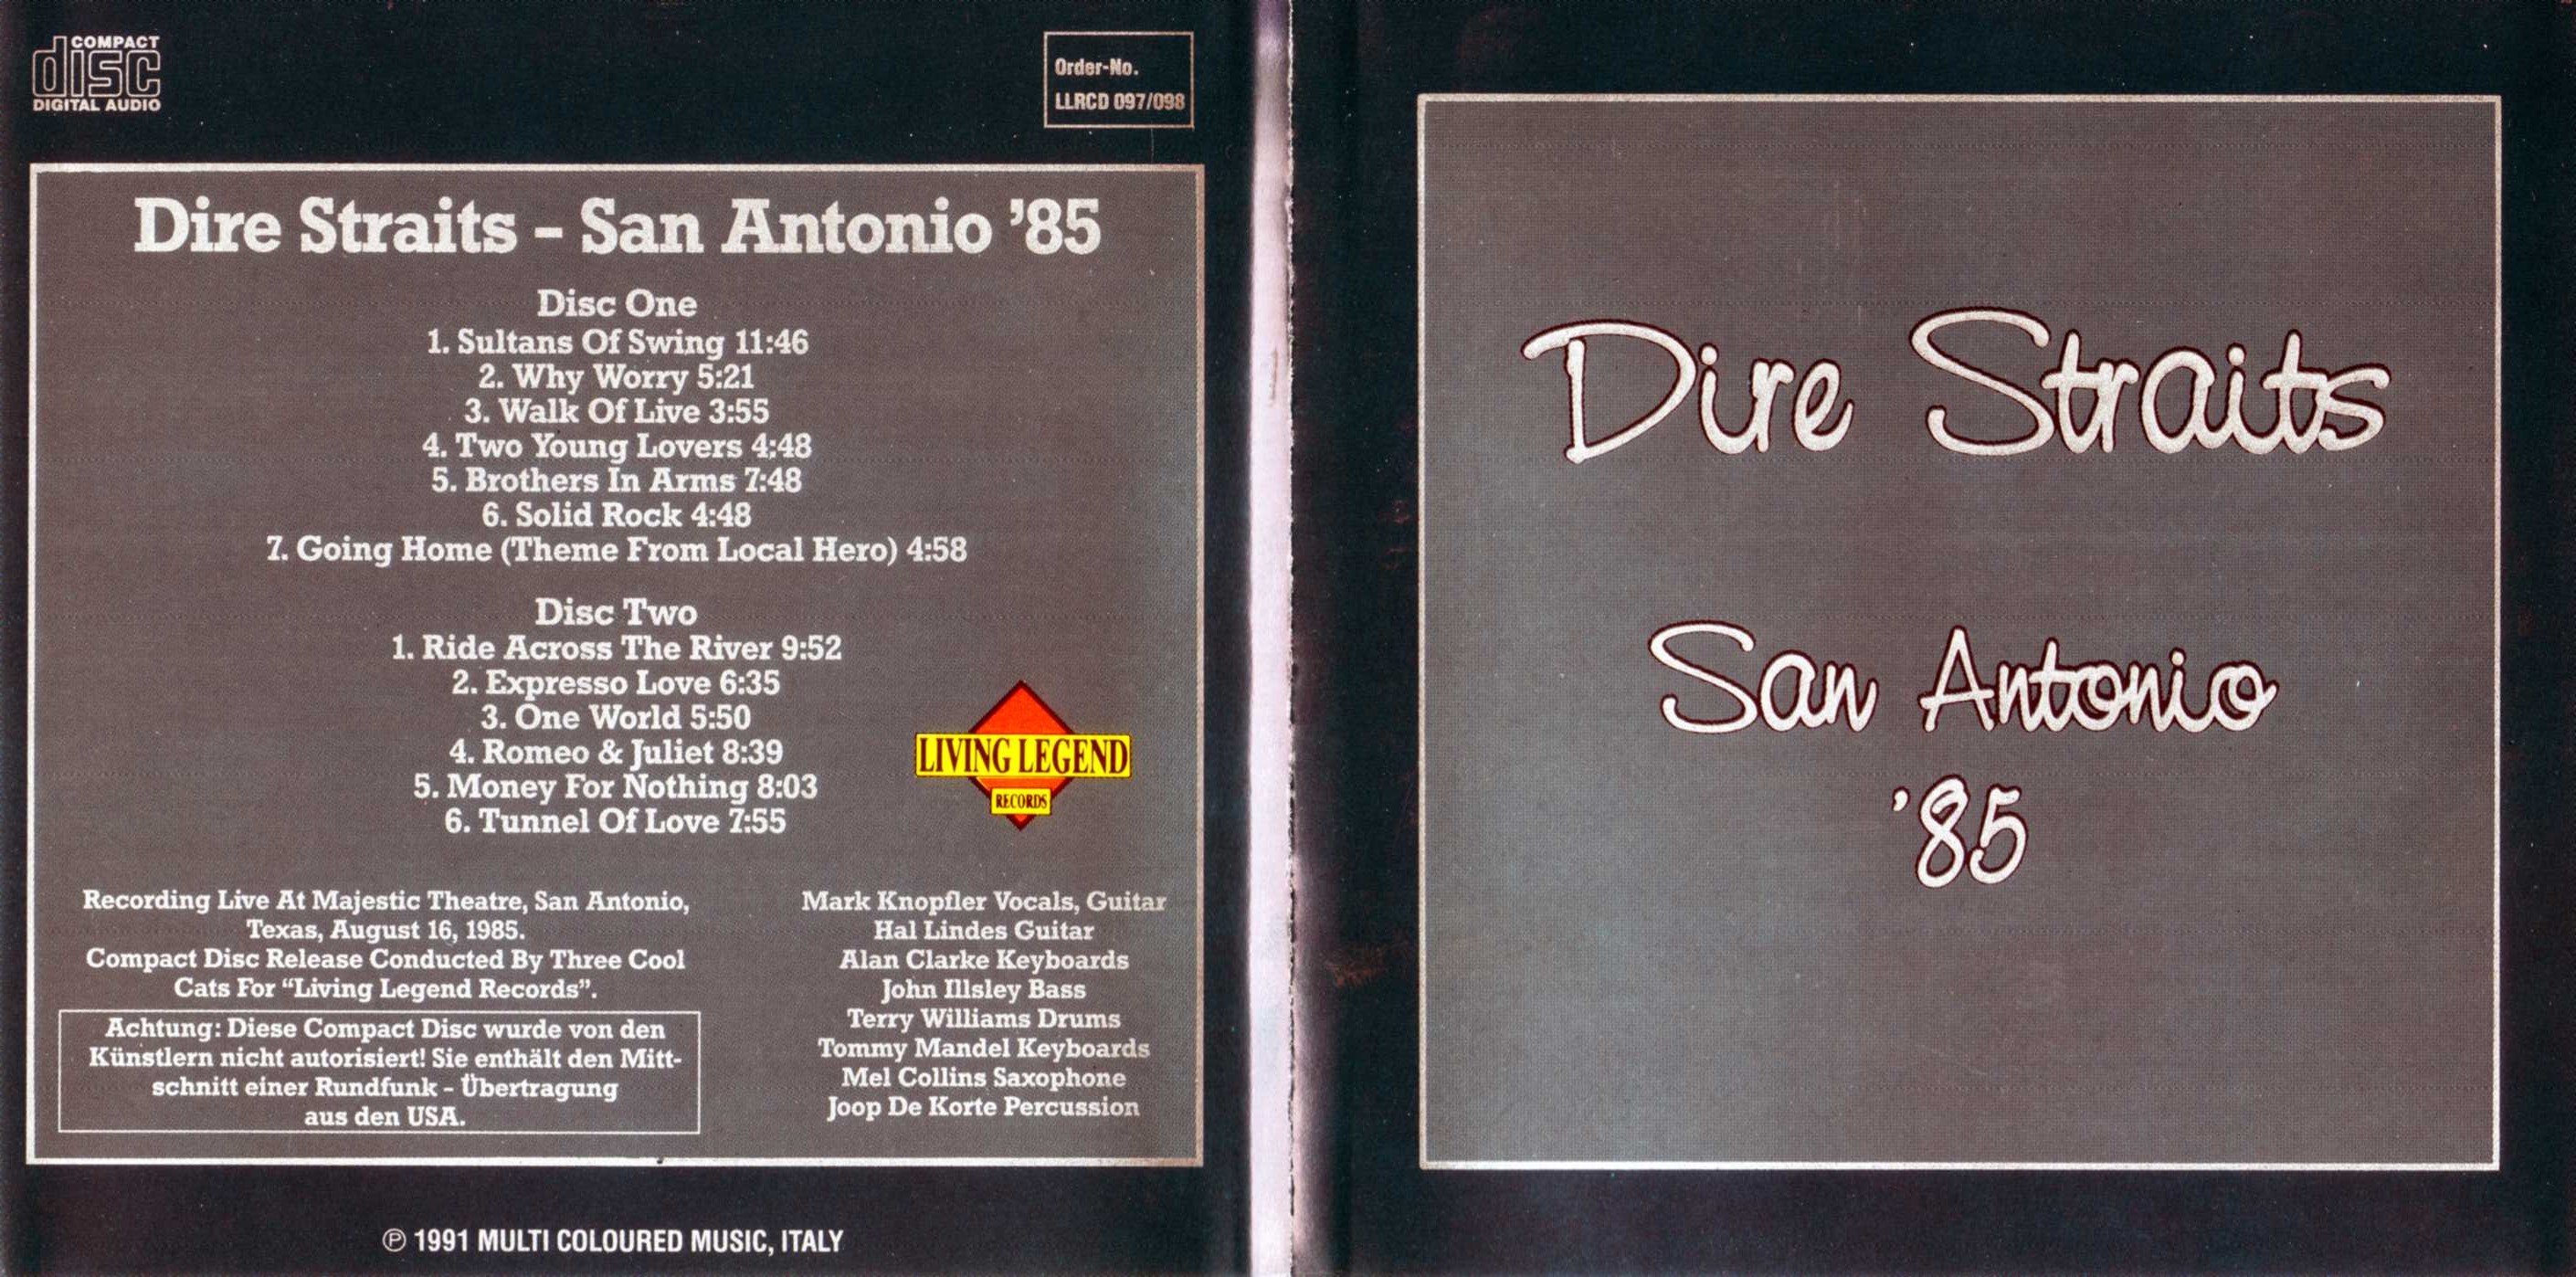 COMPACT
disc
DIGITAL AUDIO
Order-No.
LLRCD 097/098
Dire Straits - San Antonio '85
Disc One
1. Sultans Of Swing 11:46
2. Why Worry 5:21
3. Walk Of Live 3:55
4. Two Young Lovers 4:48
5. Brothers In Arms 7:48
6. Solid Rock 4:48
7. Going Home (Theme From Local Hero) 4:58
Disc Two
1. Ride Across The River 9:52
2. Expresso Love 6:35
3. One World 5:50
4. Romeo & Juliet 8:39
5. Money For Nothing 8:03
6. Tunnel Of Love 7:55
LIVING LEGEND
RECORDS
Recording Live At Majestic Theatre, San Antonio,
Texas, August 16, 1985.
Compact Disc Release Conducted By Three Cool
Cats For “Living Legend Records”.
Achtung: Diese Compact Disc wurde von den
Künstlern nicht autorisiert! Sie enthält den Mitt-
schnitt einer Rundfunk - Übertragung
aus den USA.
Mark Knopfler Vocals, Guitar
Hal Lindes Guitar
Alan Clarke Keyboards
John Illsley Bass
Terry Williams Drums
Tommy Mandel Keyboards
Mel Collins Saxophone
Joop De Korte Percussion
℗ 1991 MULTI COLOURED MUSIC, ITALY
Dire Straits
San Antonio
'85